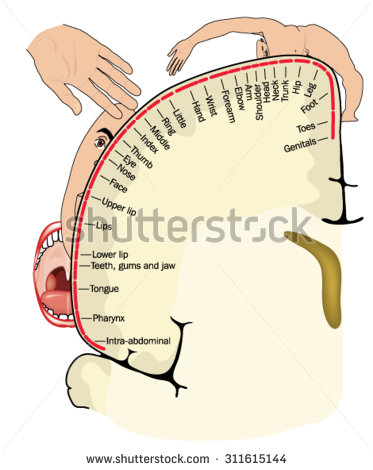 Little
Ring
Middle
Index
Thumb
Eye
Nose
Face
Upper lip
Lips
Lower lip
Teeth, gums and jaw
Tongue
Pharynx
Intra-abdominal
Hand
Wrist
Forearm
Elbow
Arm
Shoulder
Head
Neck
Trunk
Hip
Leg
Foot
Toes
Genitals
shutterstock
www.shutterstock.com · 311615144